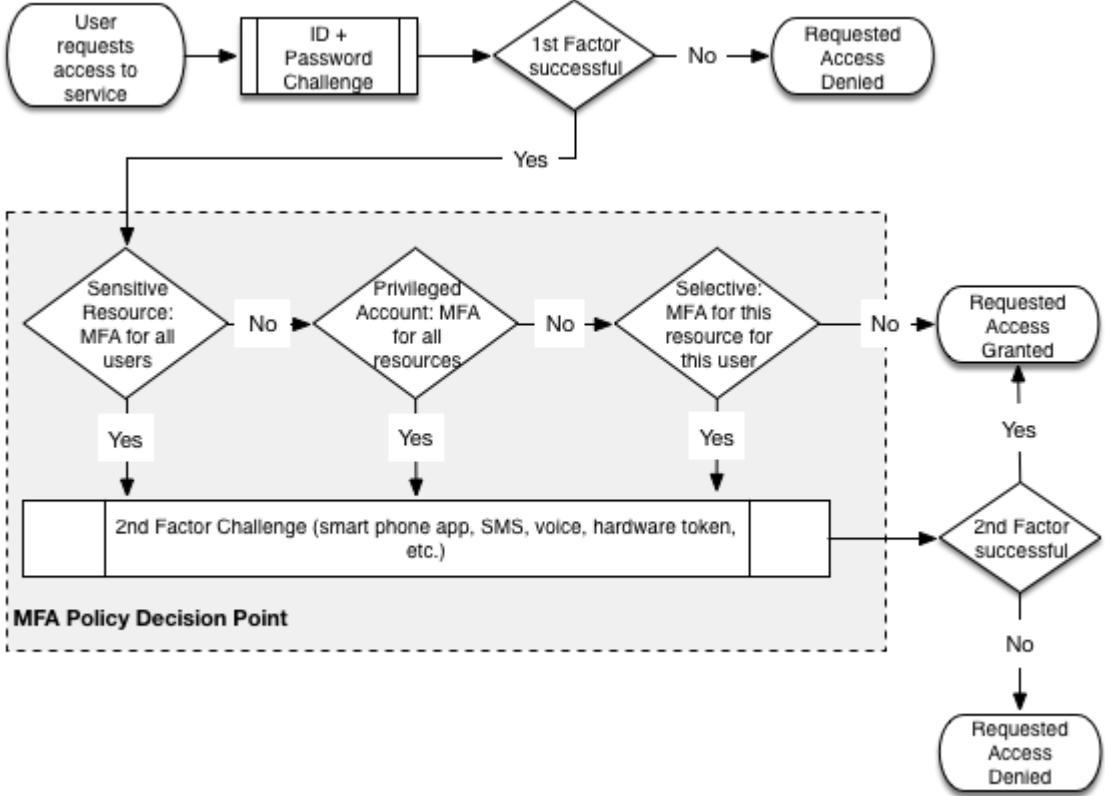 User
requests
access to
service
ID +
Password
Challenge
1st Factor
successful
No
Requested
Access
Denied
Yes
Sensitive
Resource:
MFA for all
users
No
Privileged
Account: MFA
for all
resources
No
Selective:
MFA for this
resource for
this user
No
Requested
Access
Granted
Yes
Yes
Yes
Yes
2nd Factor Challenge (smart phone app, SMS, voice, hardware token,
etc.)
2nd Factor
successful
MFA Policy Decision Point
No
Requested
Access
Denied